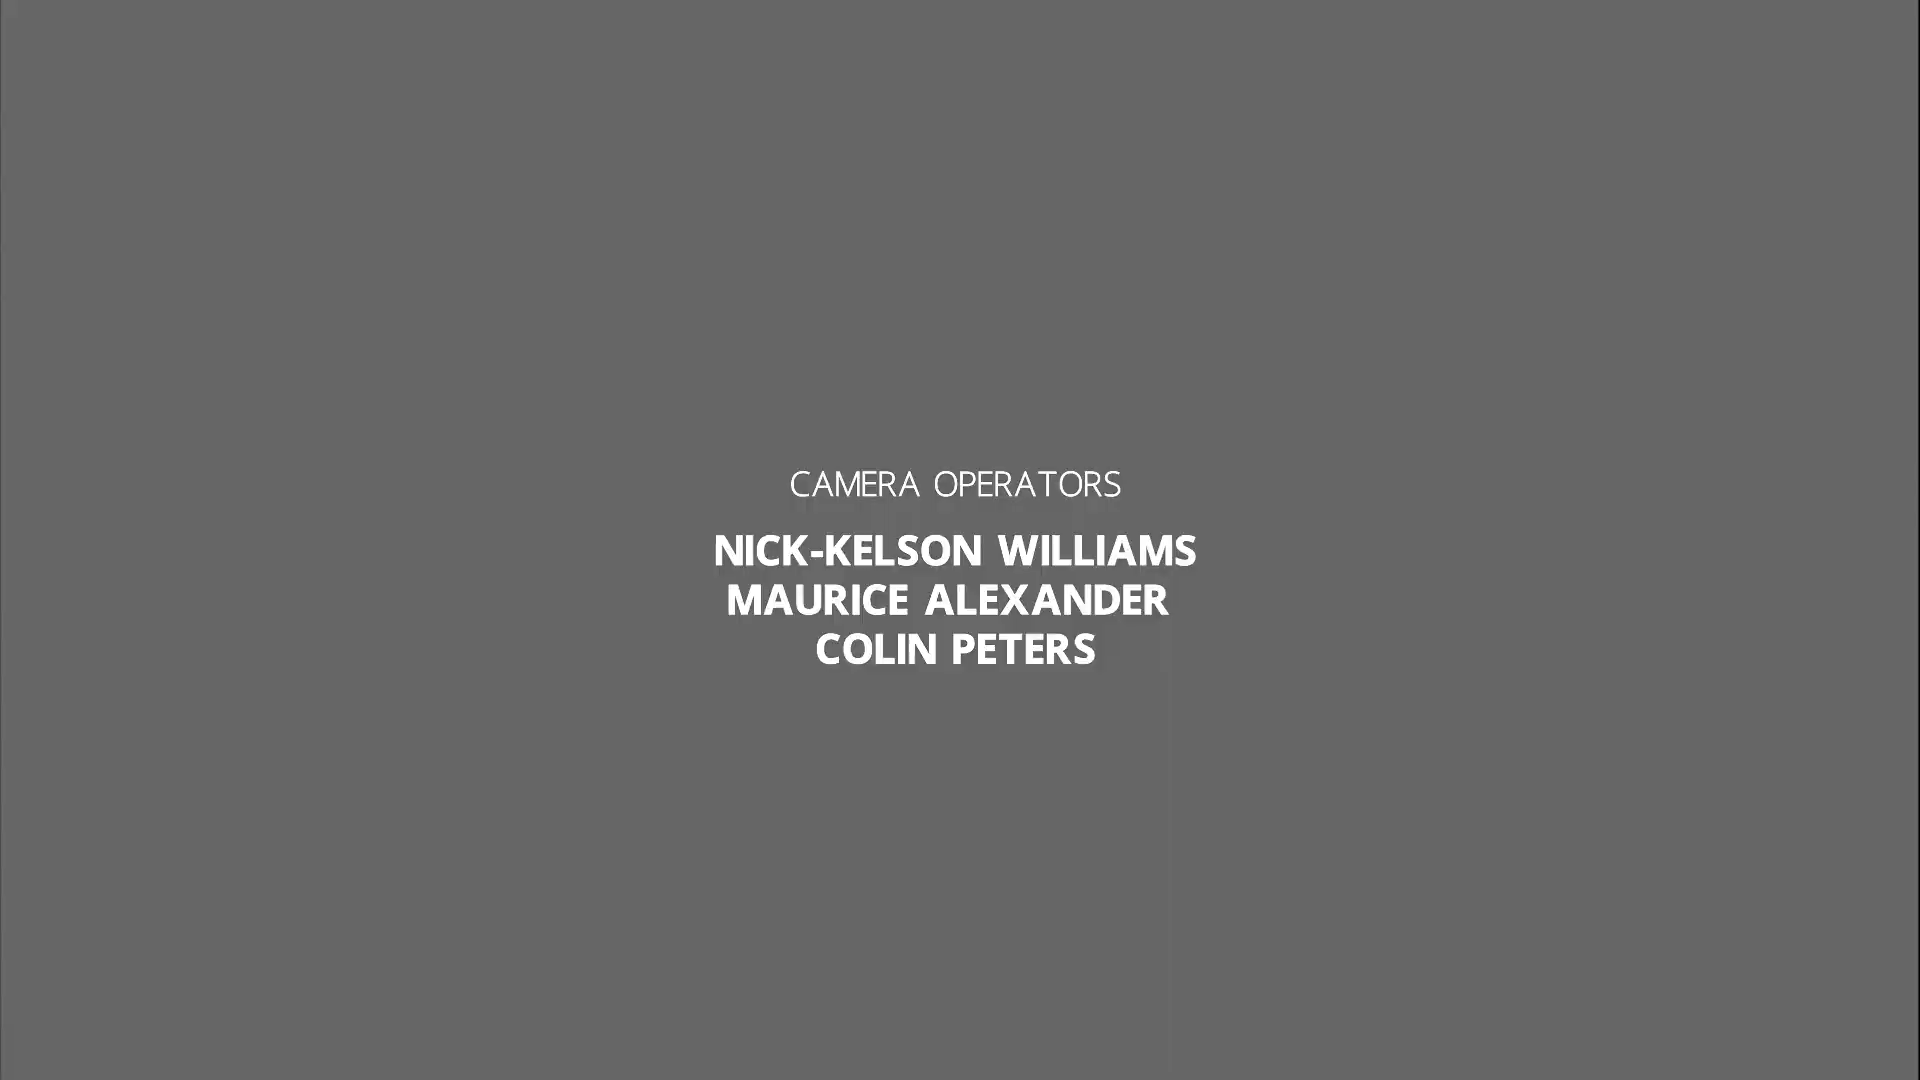 CAMERA OPERATORS
NICK-KELSON WILLIAMS
MAURICE ALEXANDER
COLIN PETERS